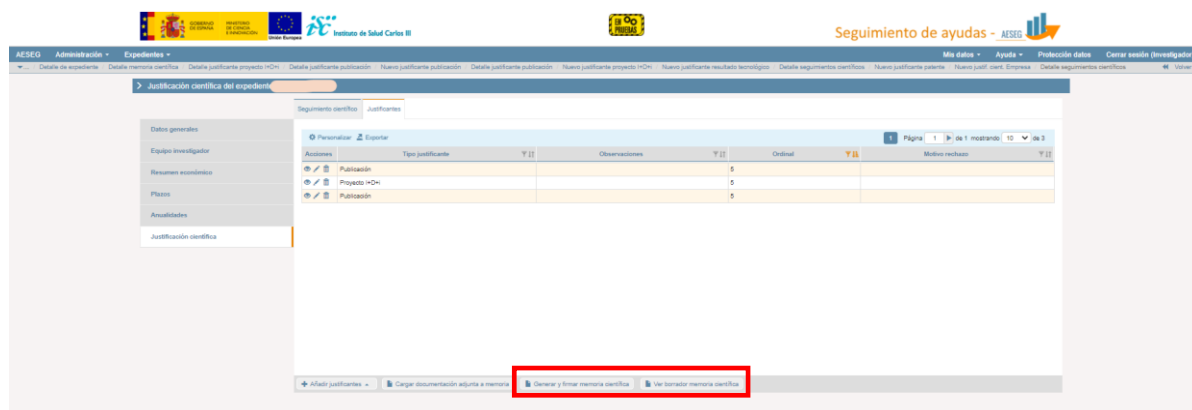 GOBIERNO DE ESPAÑA
MINISTERIO DE CIENCIA E INNOVACIÓN
Unión Europea
Instituto de Salud Carlos III
EN PRUEBAS
Seguimiento de ayudas - AESEG
AESEG Administración Expedientes Mis datos Ayuda Protección datos Cerrar sesión (Investigador
... Detalle de expediente Detalle memoria científica Detalle justificante proyecto I+D+i Detalle justificante publicación Nuevo justificante publicación Detalle justificante publicación Nuevo justificante proyecto I+D+i Nuevo justificante resultado tecnológico Detalle seguimientos científicos Nuevo justificante patente Nuevo justif. cient. Empresa Detalle seguimientos científicos Volver
Justificación científica del expediente
Seguimiento científico Justificantes
Datos generales
Equipo investigador
Resumen económico
Plazos
Anualidades
Justificación científica
Personalizar Exportar 1 Página 1 de 1 mostrando 10 de 3
Acciones Tipo justificante Observaciones Ordinal Motivo rechazo
Publicación 5
Proyecto I+D+i 5
Publicación 5
Añadir justificantes Cargar documentación adjunta a memoria Generar y firmar memoria científica Ver borrador memoria científica